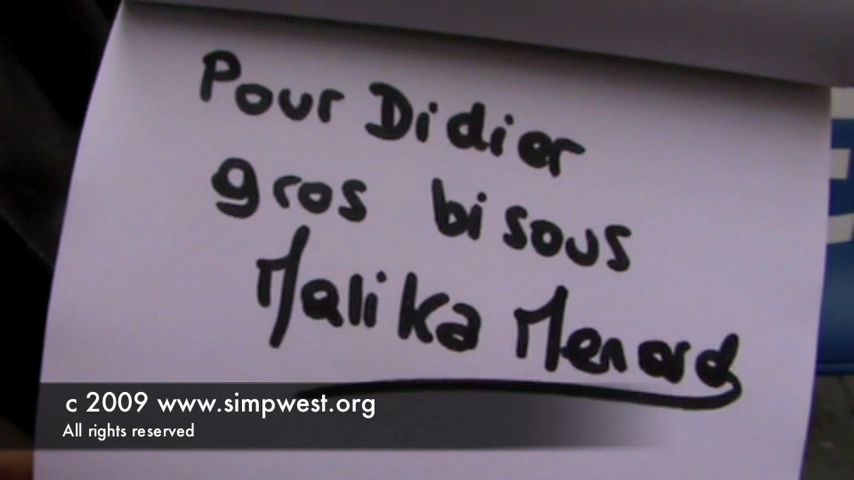 Pour Didier
gros bisous
Malika Menard
c 2009 www.simpwest.org
All rights reserved